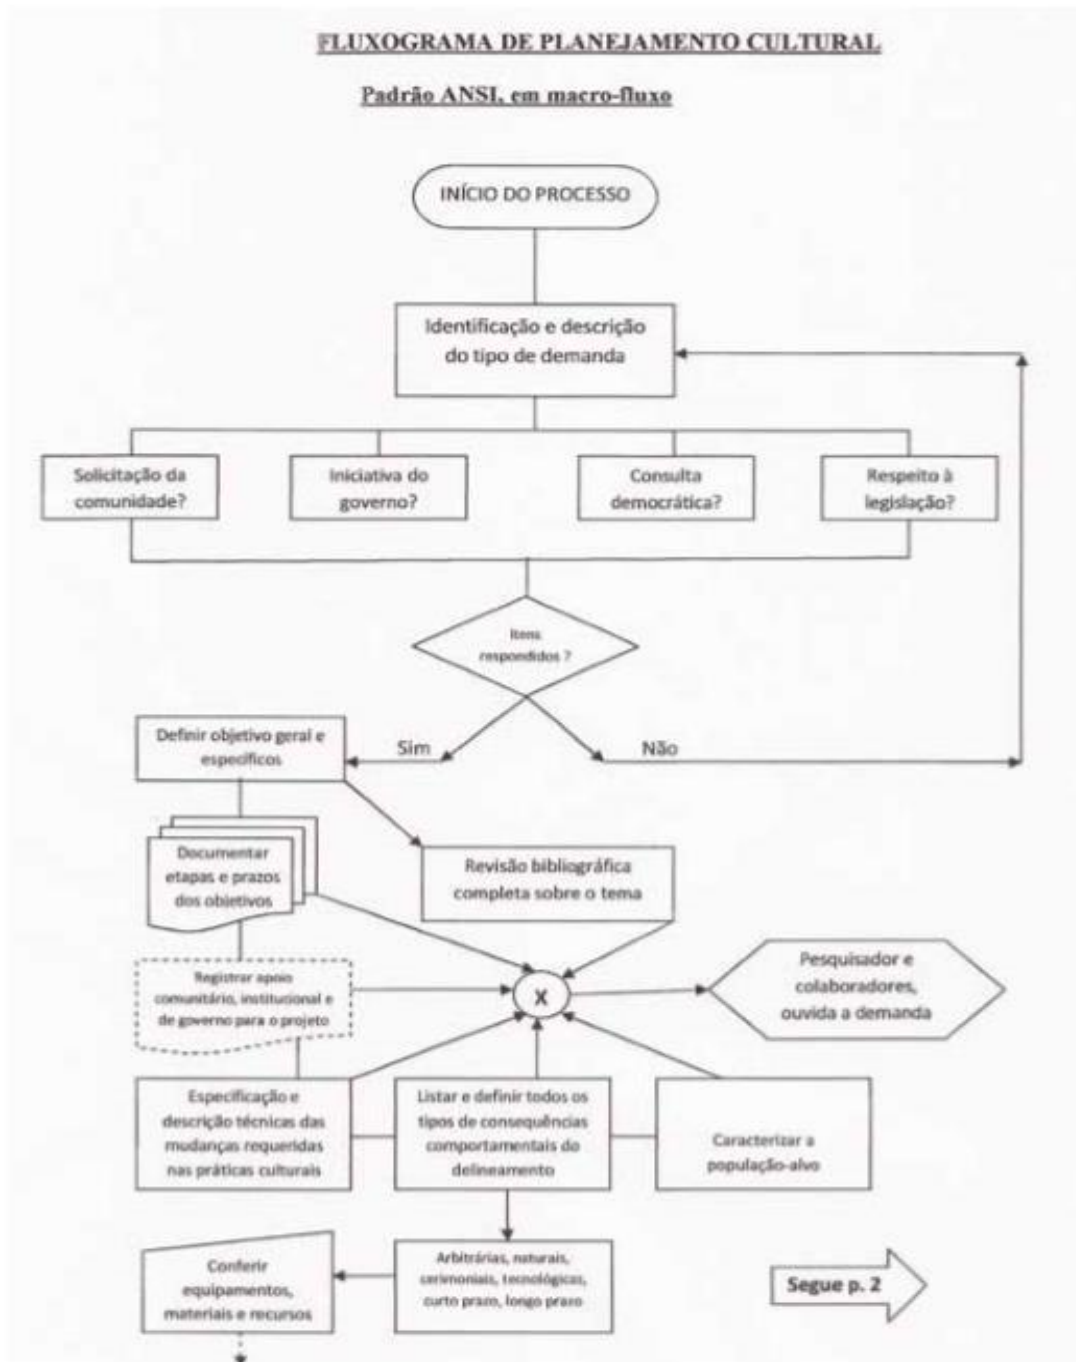 FLUXOGRAMA DE PLANEJAMENTO CULTURAL
Padrão ANSI, em macro-fluxo
INÍCIO DO PROCESSO
Identificação e descrição
do tipo de demanda
Solicitação da
comunidade?
Iniciativa do
governo?
Consulta
democrática?
Respeito à
legislação?
Itens
respondidos ?
Sim
Não
Definir objetivo geral e
específicos
Documentar
etapas e prazos
dos objetivos
Revisão bibliográfica
completa sobre o tema
Registrar apoio
comunitário, institucional e
de governo para o projeto
X
Pesquisador e
colaboradores,
ouvida a demanda
Especificação e
descrição técnicas das
mudanças requeridas
nas práticas culturais
Listar e definir todos os
tipos de consequências
comportamentais do
delineamento
Caracterizar a
população-alvo
Conferir
equipamentos,
materiais e recursos
Arbitrárias, naturais,
cerimoniais, tecnológicas,
curto prazo, longo prazo
Segue p. 2